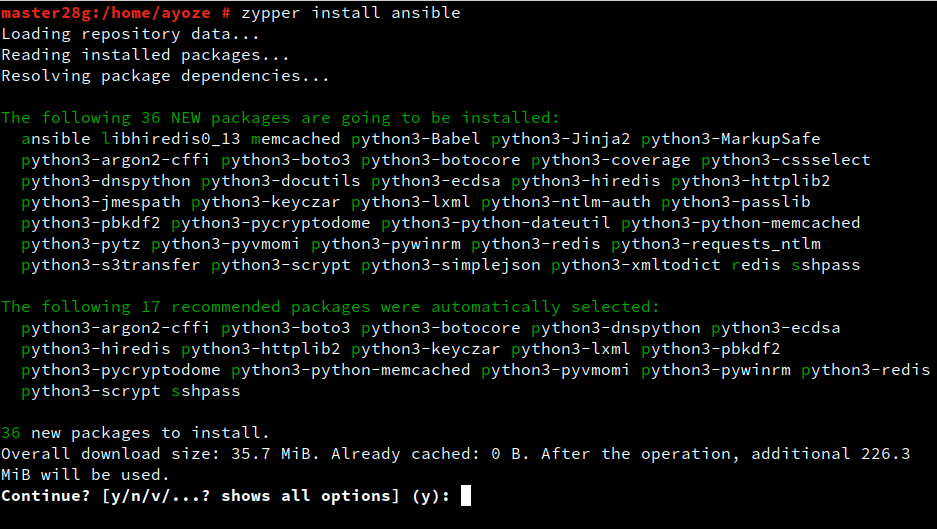 master28g:/home/ayoze # zypper install ansible
Loading repository data...
Reading installed packages...
Resolving package dependencies...
The following 36 NEW packages are going to be installed:
ansible libhiredis0_13 memcached python3-Babel python3-Jinja2 python3-MarkupSafe
python3-argon2-cffi python3-boto3 python3-botocore python3-coverage python3-cssselect
python3-dnspython python3-docutils python3-ecdsa python3-hiredis python3-httplib2
python3-jmespath python3-keyczar python3-lxml python3-ntlm-auth python3-passlib
python3-pbkdf2 python3-pycryptodome python3-python-dateutil python3-python-memcached
python3-pytz python3-pyvmomi python3-pywinrm python3-redis python3-requests_ntlm
python3-s3transfer python3-scrypt python3-simplejson python3-xmltodict redis sshpass
The following 17 recommended packages were automatically selected:
python3-argon2-cffi python3-boto3 python3-botocore python3-dnspython python3-ecdsa
python3-hiredis python3-httplib2 python3-keyczar python3-lxml python3-pbkdf2
python3-pycryptodome python3-python-memcached python3-pyvmomi python3-pywinrm python3-redis
python3-scrypt sshpass
36 new packages to install.
Overall download size: 35.7 MiB. Already cached: 0 B. After the operation, additional 226.3
MiB will be used.
Continue? [y/n/v/...? shows all options] (y):